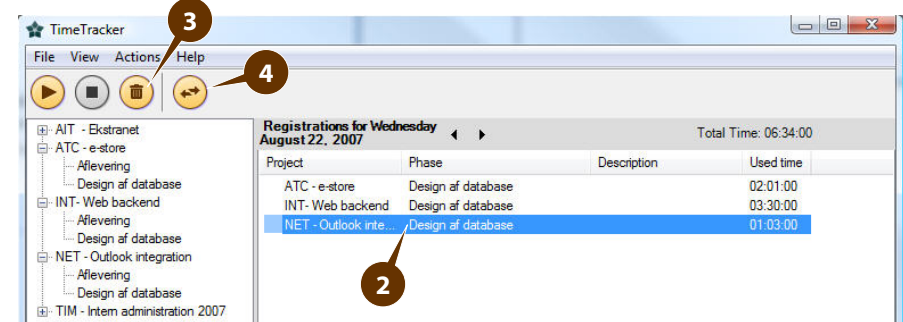 3
TimeTracker
File View Actions Help
4
AIT - Ekstranet
ATC - e-store
Aflevering
Design af database
INT- Web backend
Aflevering
Design af database
NET - Outlook integration
Aflevering
Design af database
TIM - Intern administration 2007
Registrations for Wednesday
August 22, 2007
Total Time: 06:34:00
Project Phase Description Used time
ATC - e-store Design af database 02:01:00
INT- Web backend Design af database 03:30:00
NET - Outlook inte... Design af database 01:03:00
2